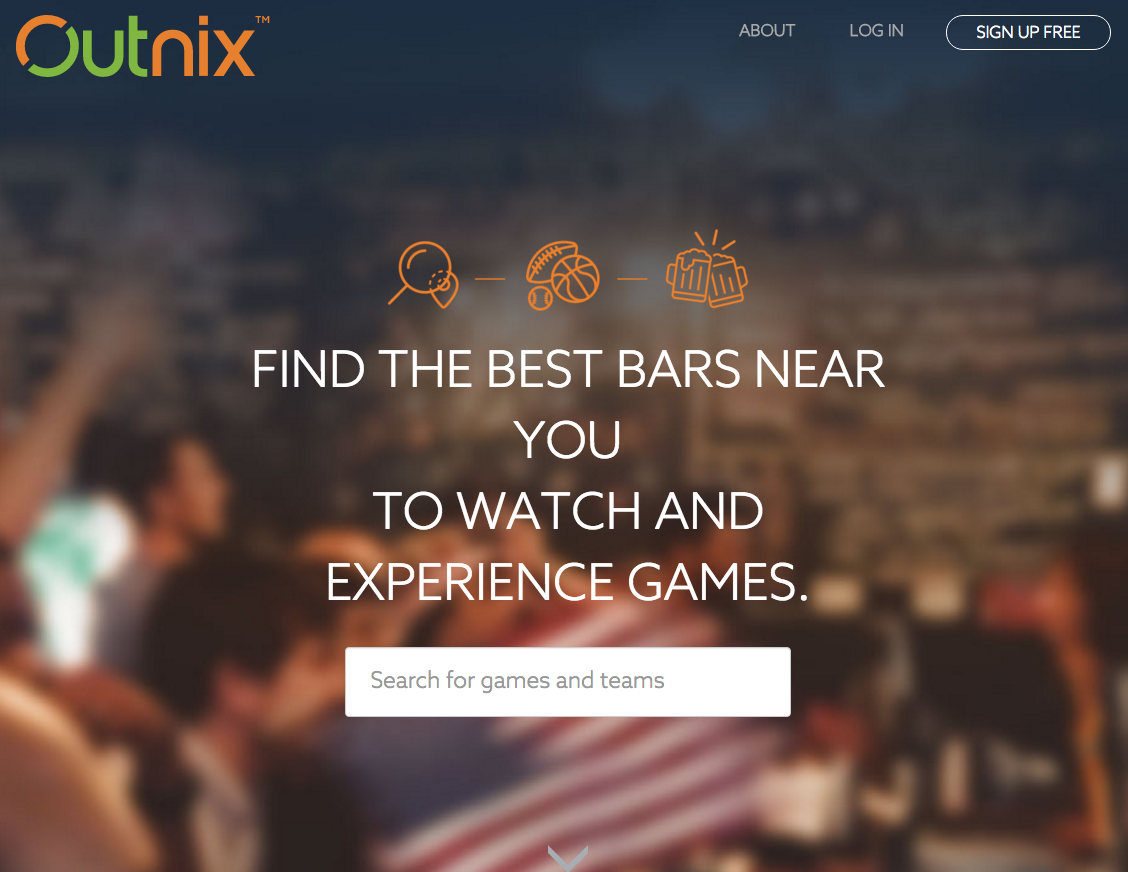 Outnix™
ABOUT
LOG IN
SIGN UP FREE
FIND THE BEST BARS NEAR
YOU
TO WATCH AND
EXPERIENCE GAMES.
Search for games and teams